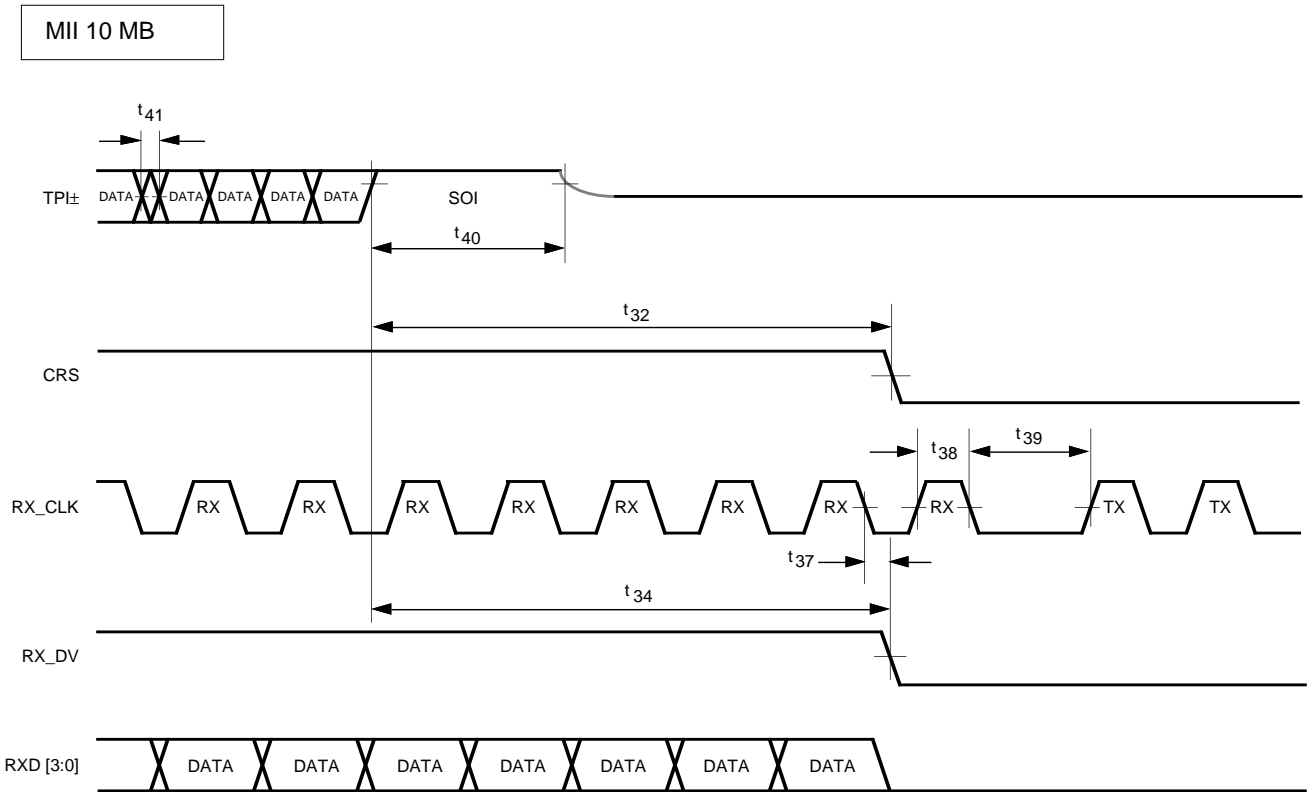 MII 10 MB
t41
TPI± DATA DATA DATA DATA DATA SOI
t40
t32
CRS
t38 t39
RX_CLK RX RX RX RX RX RX RX RX TX TX
t37
t34
RX_DV
RXD [3:0] DATA DATA DATA DATA DATA DATA DATA